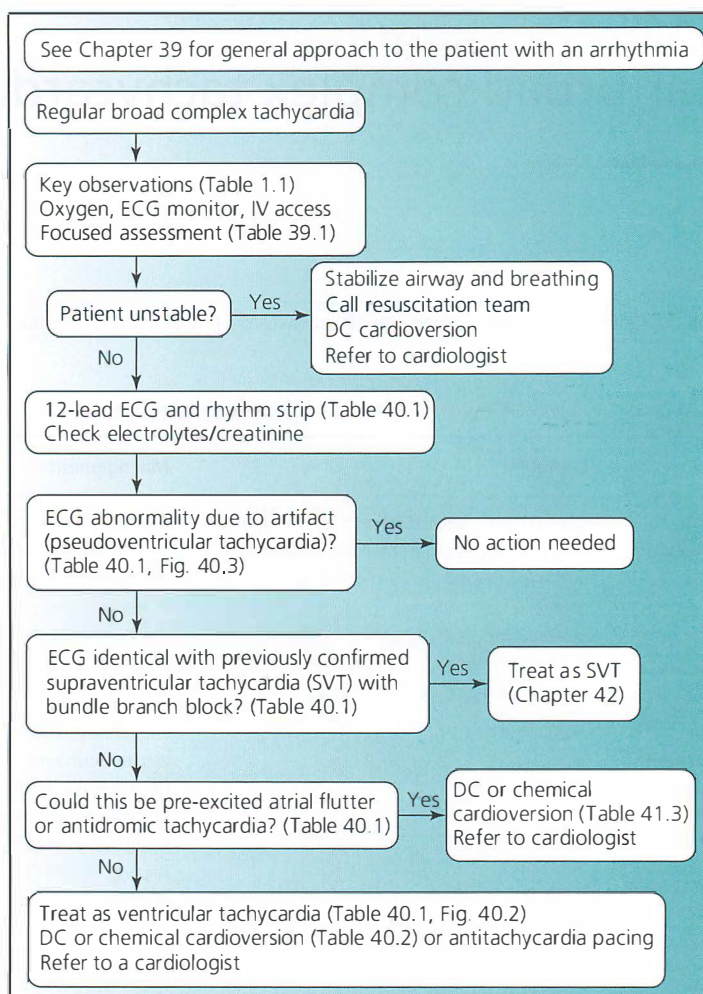 See Chapter 39 for general approach to the patient with an arrhythmia
Regular broad complex tachycardia
Key observations (Table 1.1)
Oxygen, ECG monitor, IV access
Focused assessment (Table 39.1)
Patient unstable?
Yes
Stabilize airway and breathing
Call resuscitation team
DC cardioversion
Refer to cardiologist
No
12-lead ECG and rhythm strip (Table 40.1)
Check electrolytes/creatinine
ECG abnormality due to artifact
(pseudoventricular tachycardia)?
(Table 40.1, Fig. 40.3)
Yes
No action needed
No
ECG identical with previously confirmed
supraventricular tachycardia (SVT) with
bundle branch block? (Table 40.1)
Yes
Treat as SVT
(Chapter 42)
No
Could this be pre-excited atrial flutter
or antidromic tachycardia? (Table 40.1)
Yes
DC or chemical
cardioversion (Table 41.3)
Refer to cardiologist
No
Treat as ventricular tachycardia (Table 40.1, Fig. 40.2)
DC or chemical cardioversion (Table 40.2) or antitachycardia pacing
Refer to a cardiologist